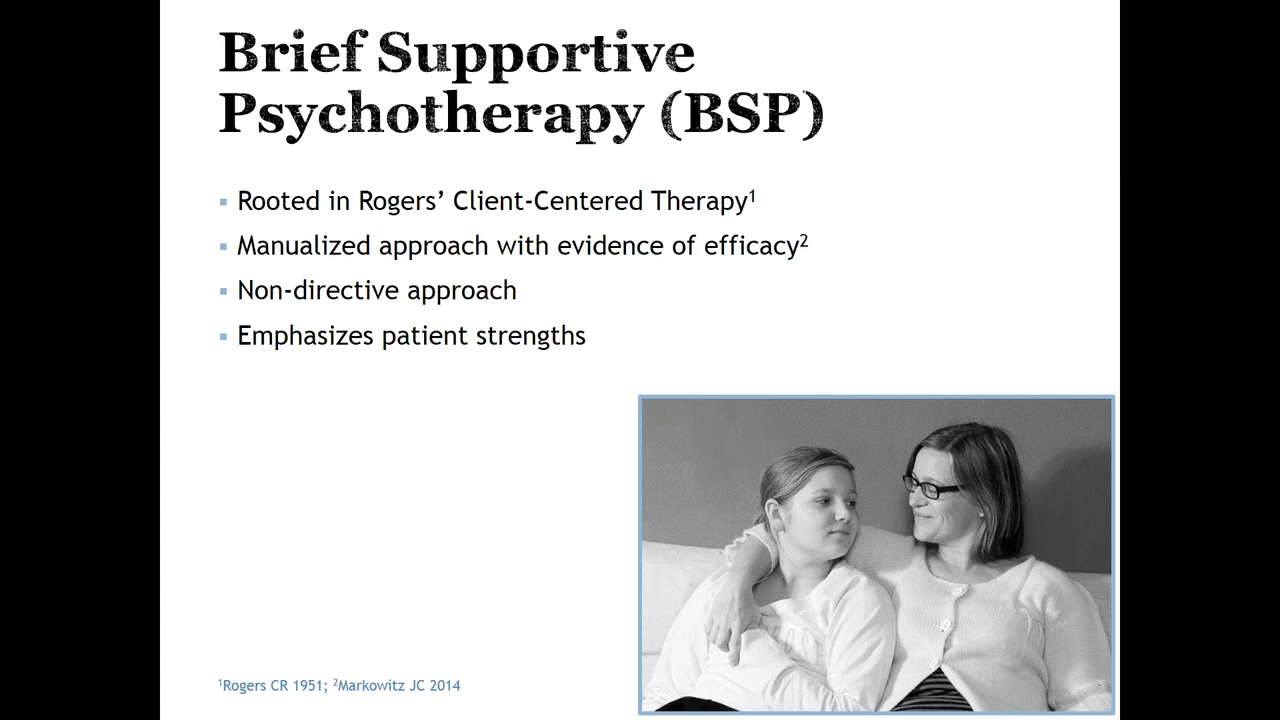 Brief Supportive
Psychotherapy (BSP)
▪ Rooted in Rogers’ Client-Centered Therapy¹
▪ Manualized approach with evidence of efficacy²
▪ Non-directive approach
▪ Emphasizes patient strengths
¹Rogers CR 1951; ²Markowitz JC 2014